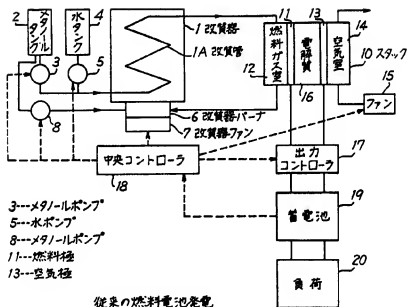 2
メタノールタンク
水タンク
4
3
5
8
1 改質器
1A 改質管
6 改質器バーナ
7 改質器ファン
中央コントローラ
18
11
13
燃料ガス室
電解質
空気室
12
16
14
10 スタック
15
ファン
出力コントローラ
17
19
蓄電池
20
負荷
3---メタノールポンプ
5---水ポンプ
8---メタノールポンプ
11---燃料極
13---空気極
従来の燃料電池発電